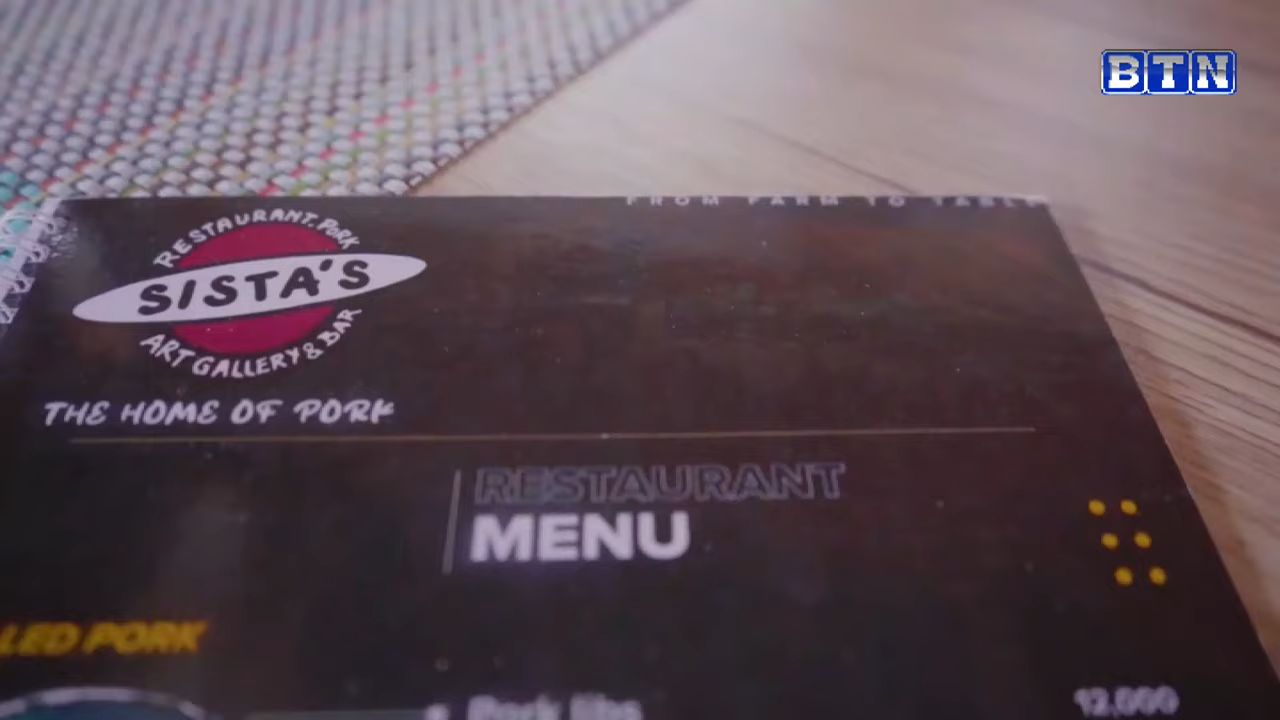 BTN
FROM FARM TO TABLE
RESTAURANT. PORK
SISTA'S
ART GALLERY & BAR
THE HOME OF PORK
RESTAURANT
MENU
LED PORK
Pork
12,000